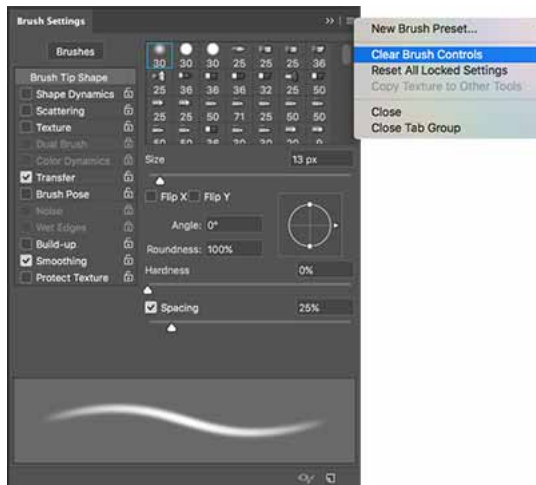 Brush Settings
Brushes
Brush Tip Shape
Shape Dynamics
Scattering
Texture
Dual Brush
Color Dynamics
Transfer
Brush Pose
Noise
Wet Edges
Build-up
Smoothing
Protect Texture
30 30 30 25 25 25 36
25 36 36 36 32 25 50
25 25 50 71 25 50 50
Size 13 px
Flip X Flip Y
Angle: 0°
Roundness: 100%
Hardness 0%
Spacing 25%
New Brush Preset...
Clear Brush Controls
Reset All Locked Settings
Copy Texture to Other Tools
Close
Close Tab Group